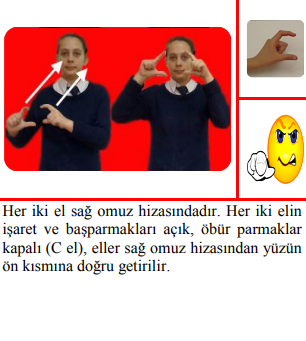 Her iki el sağ omuz hizasındadır. Her iki elin
işaret ve başparmakları açık, öbür parmaklar
kapalı (C el), eller sağ omuz hizasından yüzün
ön kısmına doğru getirilir.